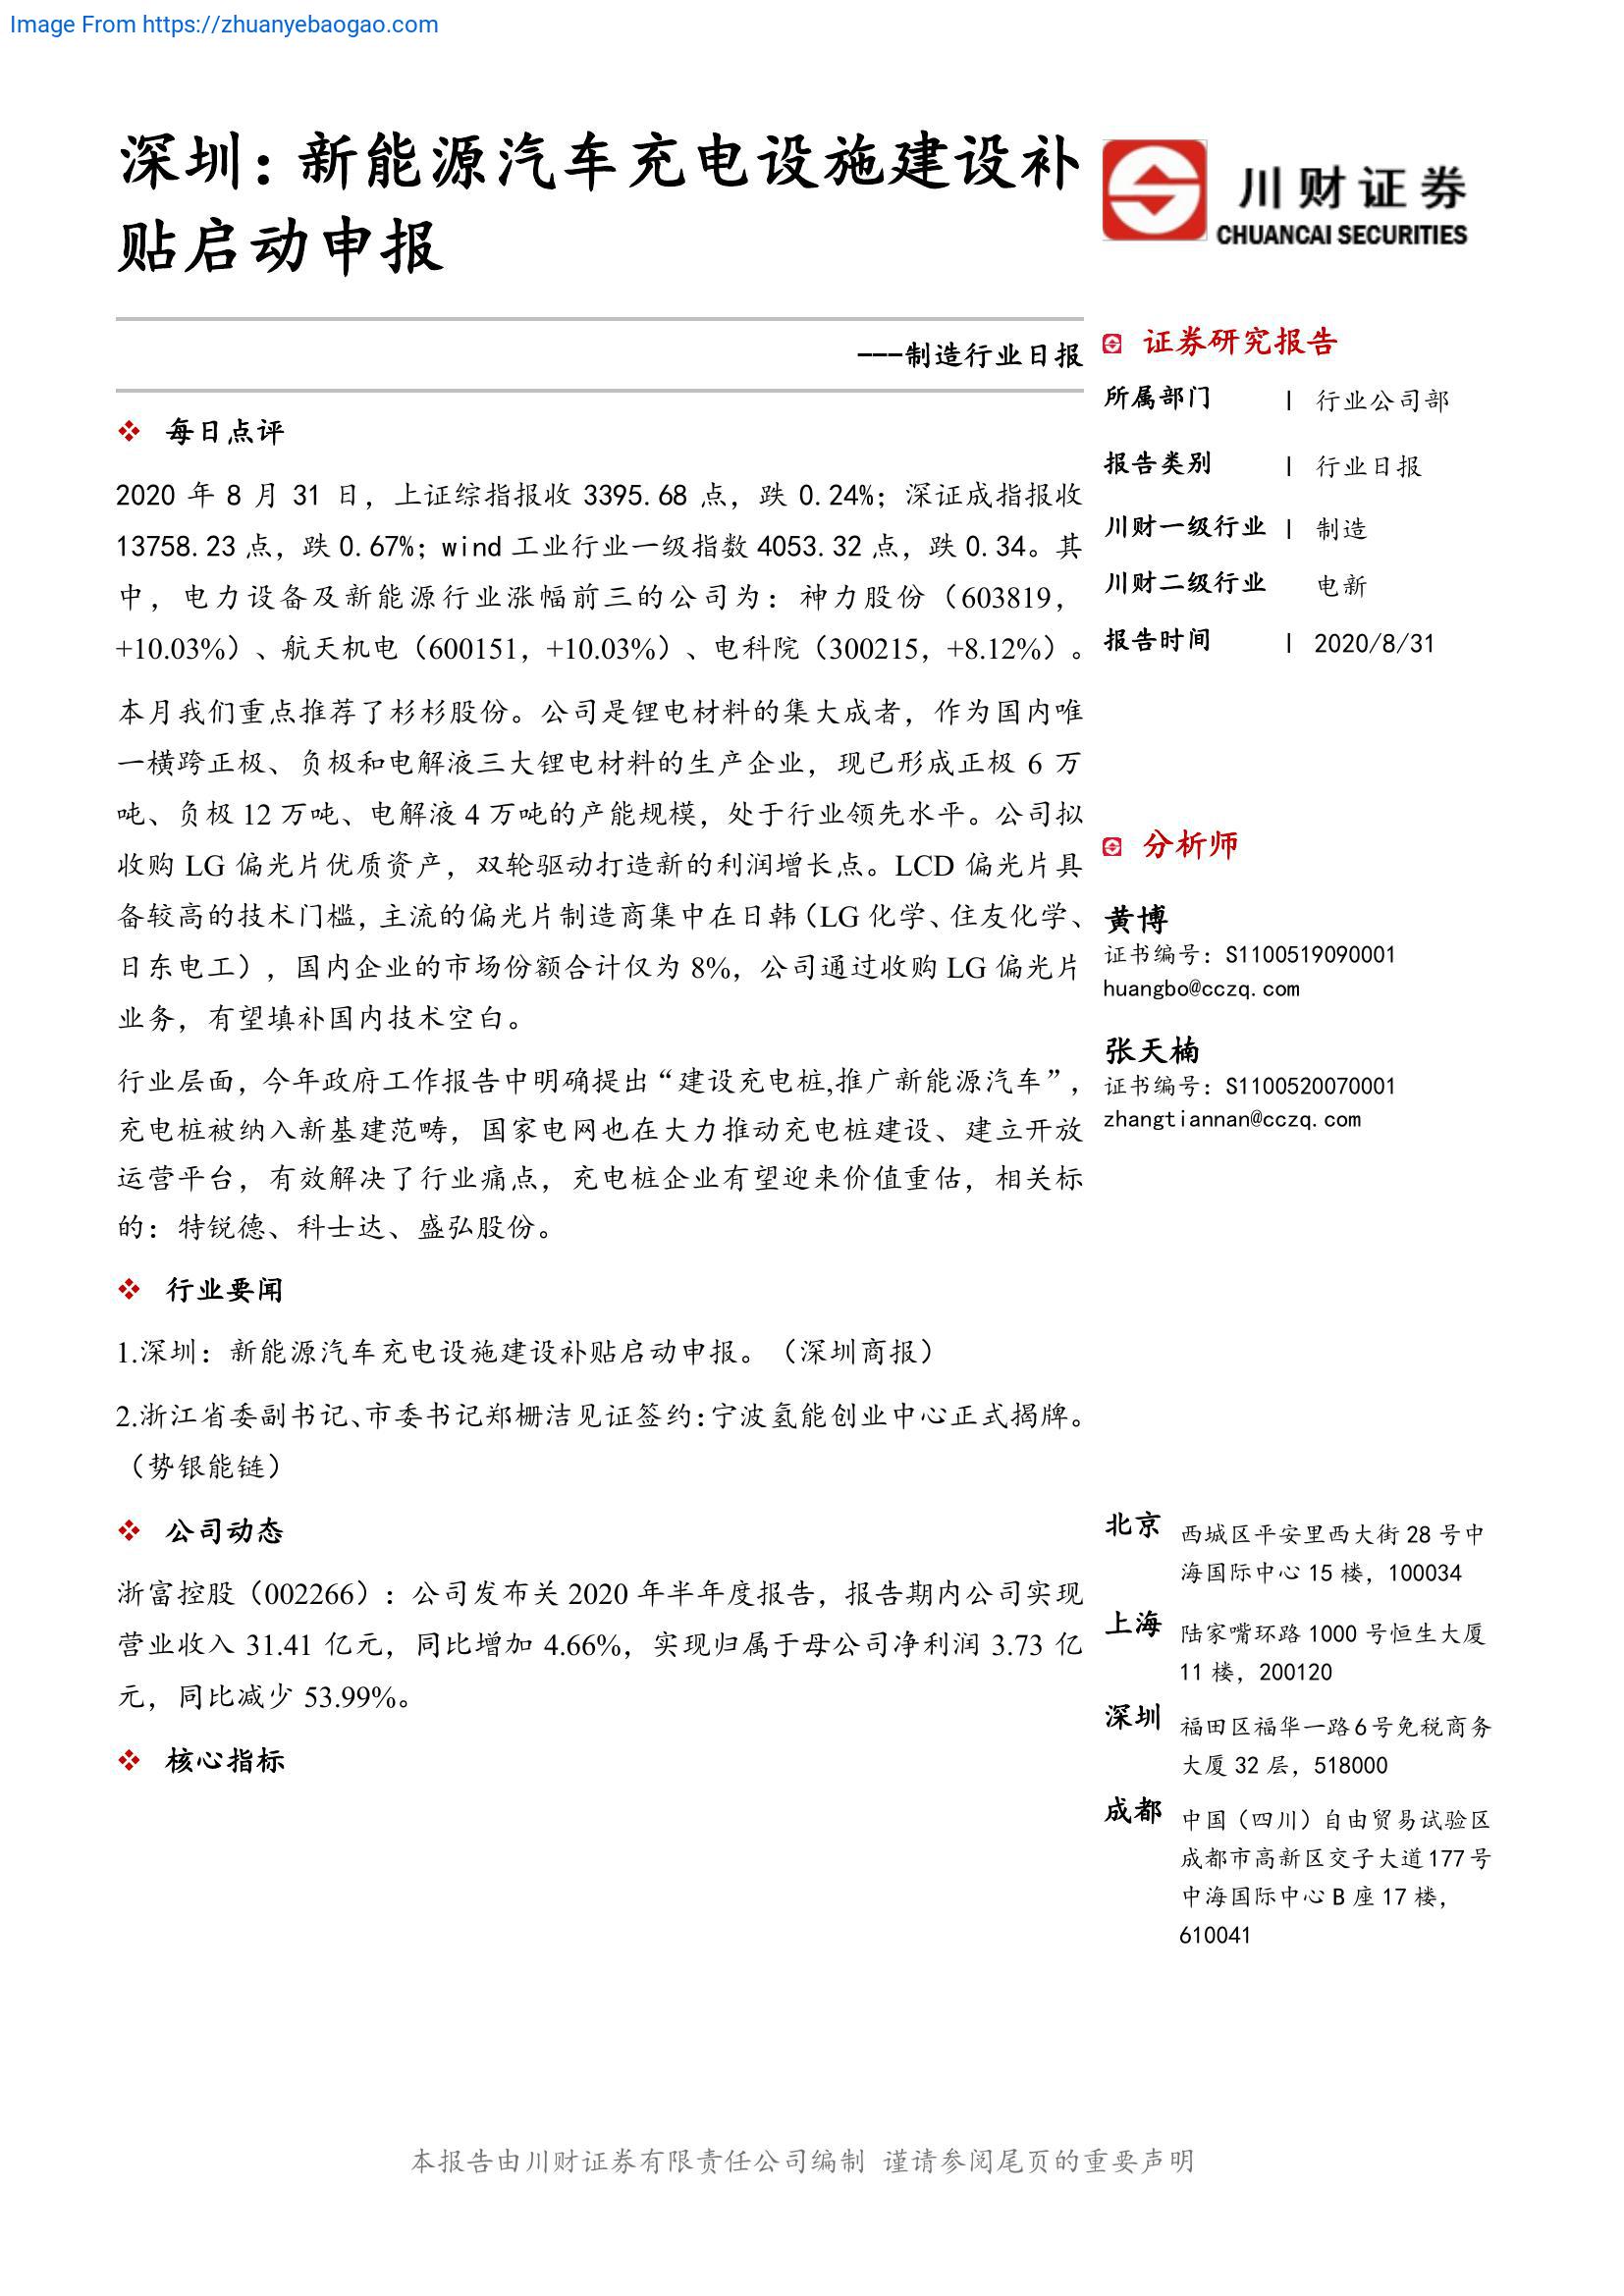 Image From https://zhuanyebaogao.com
深圳：新能源汽车充电设施建设补
贴启动申报
川财证券
CHUANCAI SECURITIES
---制造行业日报
每日点评
2020 年 8 月 31 日，上证综指报收 3395.68 点，跌 0.24%；深证成指报收
13758.23 点，跌 0.67%；wind 工业行业一级指数 4053.32 点，跌 0.34。其
中，电力设备及新能源行业涨幅前三的公司为：神力股份（603819，
+10.03%）、航天机电（600151，+10.03%）、电科院（300215，+8.12%）。
本月我们重点推荐了杉杉股份。公司是锂电材料的集大成者，作为国内唯
一横跨正极、负极和电解液三大锂电材料的生产企业，现已形成正极 6 万
吨、负极 12 万吨、电解液 4 万吨的产能规模，处于行业领先水平。公司拟
收购 LG 偏光片优质资产，双轮驱动打造新的利润增长点。LCD 偏光片具
备较高的技术门槛，主流的偏光片制造商集中在日韩（LG 化学、住友化学、
日东电工），国内企业的市场份额合计仅为 8%，公司通过收购 LG 偏光片
业务，有望填补国内技术空白。
行业层面，今年政府工作报告中明确提出“建设充电桩,推广新能源汽车”，
充电桩被纳入新基建范畴，国家电网也在大力推动充电桩建设、建立开放
运营平台，有效解决了行业痛点，充电桩企业有望迎来价值重估，相关标
的：特锐德、科士达、盛弘股份。
行业要闻
1.深圳：新能源汽车充电设施建设补贴启动申报。（深圳商报）
2.浙江省委副书记、市委书记郑栅洁见证签约：宁波氢能创业中心正式揭牌。
（势银能链）
公司动态
浙富控股（002266）：公司发布关 2020 年半年度报告，报告期内公司实现
营业收入 31.41 亿元，同比增加 4.66%，实现归属于母公司净利润 3.73 亿
元，同比减少 53.99%。
核心指标
证券研究报告
所属部门 | 行业公司部
报告类别 | 行业日报
川财一级行业 | 制造
川财二级行业 电新
报告时间 | 2020/8/31
分析师
黄博
证书编号：S1100519090001
huangbo@cczq.com
张天楠
证书编号：S1100520070001
zhangtiannan@cczq.com
北京 西城区平安里西大街 28 号中
海国际中心 15 楼，100034
上海 陆家嘴环路 1000 号恒生大厦
11 楼，200120
深圳 福田区福华一路 6 号免税商务
大厦 32 层，518000
成都 中国（四川）自由贸易试验区
成都市高新区交子大道 177 号
中海国际中心 B 座 17 楼，
610041
本报告由川财证券有限责任公司编制 谨请参阅尾页的重要声明